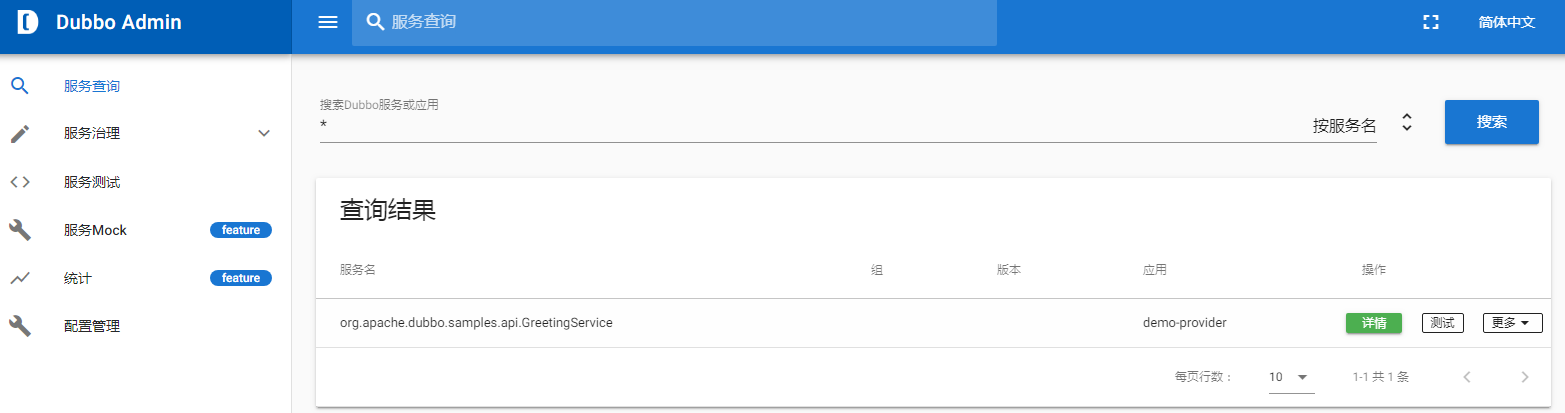 Dubbo Admin
服务查询
简体中文
服务查询
服务治理
服务测试
服务Mock feature
统计 feature
配置管理
搜索Dubbo服务或应用
* 按服务名
搜索
查询结果
服务名 组 版本 应用 操作
org.apache.dubbo.samples.api.GreetingService demo-provider 详情 测试 更多
每页行数： 10 1-1 共 1 条